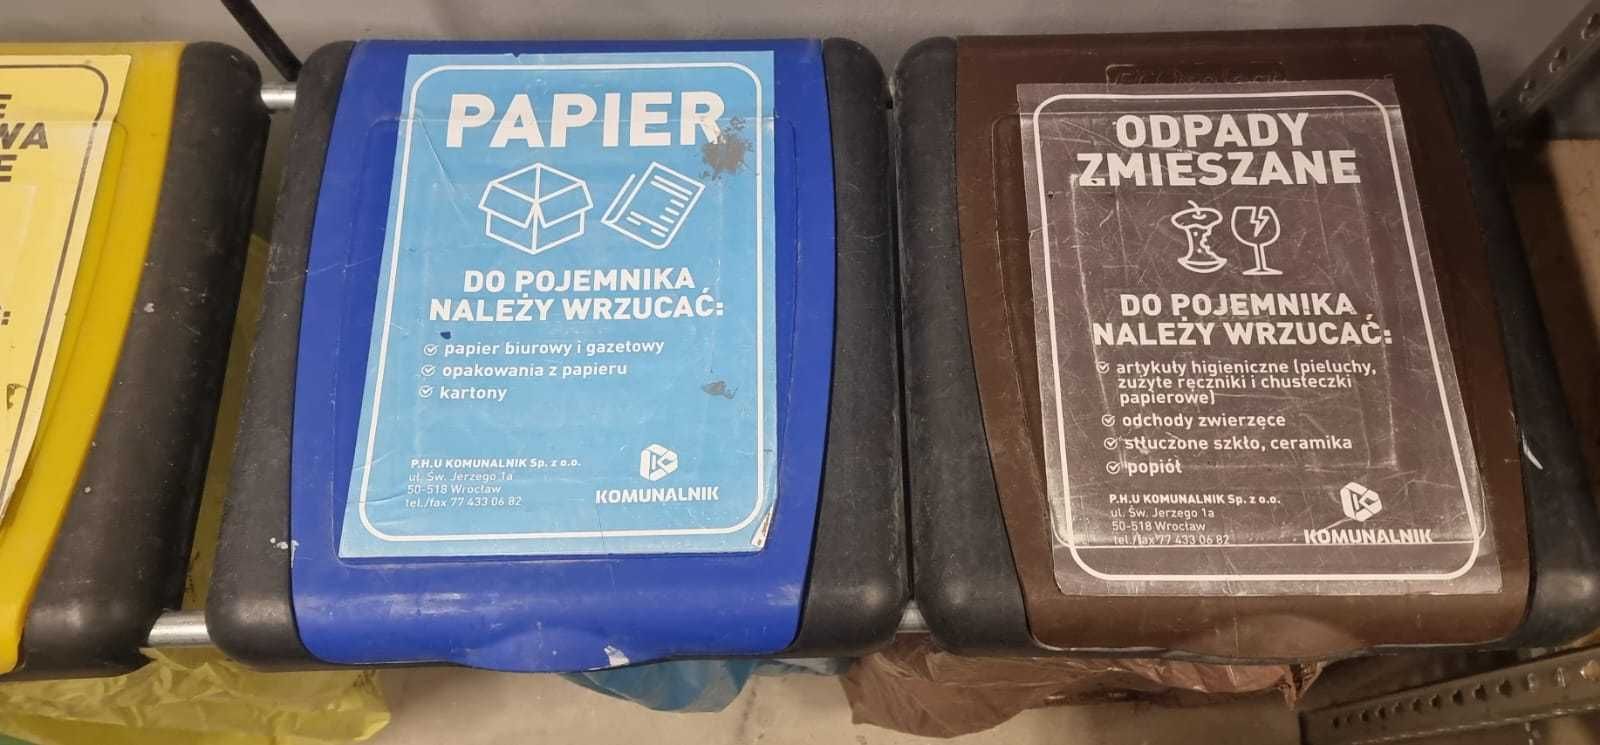 E
WA
E
:
PAPIER
DO POJEMNIKA
NALEŻY WRZUCAĆ:
papier biurowy i gazetowy
opakowania z papieru
kartony
P.H.U KOMUNALNIK Sp. z o.o.
ul. Św. Jerzego 1a
50-518 Wrocław
tel./fax 77 433 06 82
KOMUNALNIK
ODPADY
ZMIESZANE
DO POJEMNIKA
NALEŻY WRZUCAĆ:
artykuły higieniczne (pieluchy,
zużyte ręczniki i chusteczki
papierowe)
odchody zwierzęce
stłuczone szkło, ceramika
popiół
P.H.U KOMUNALNIK Sp. z o.o.
ul. Św. Jerzego 1a
50-518 Wrocław
tel./fax 77 433 06 82
KOMUNALNIK